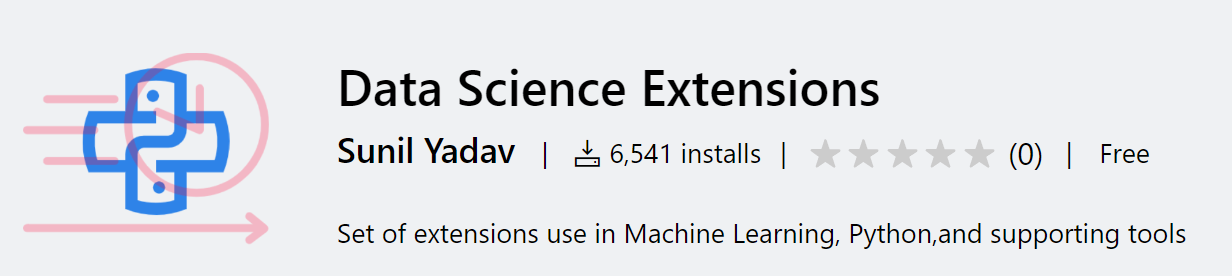 Data Science Extensions
Sunil Yadav | 6,541 installs | (0) | Free
Set of extensions use in Machine Learning, Python,and supporting tools